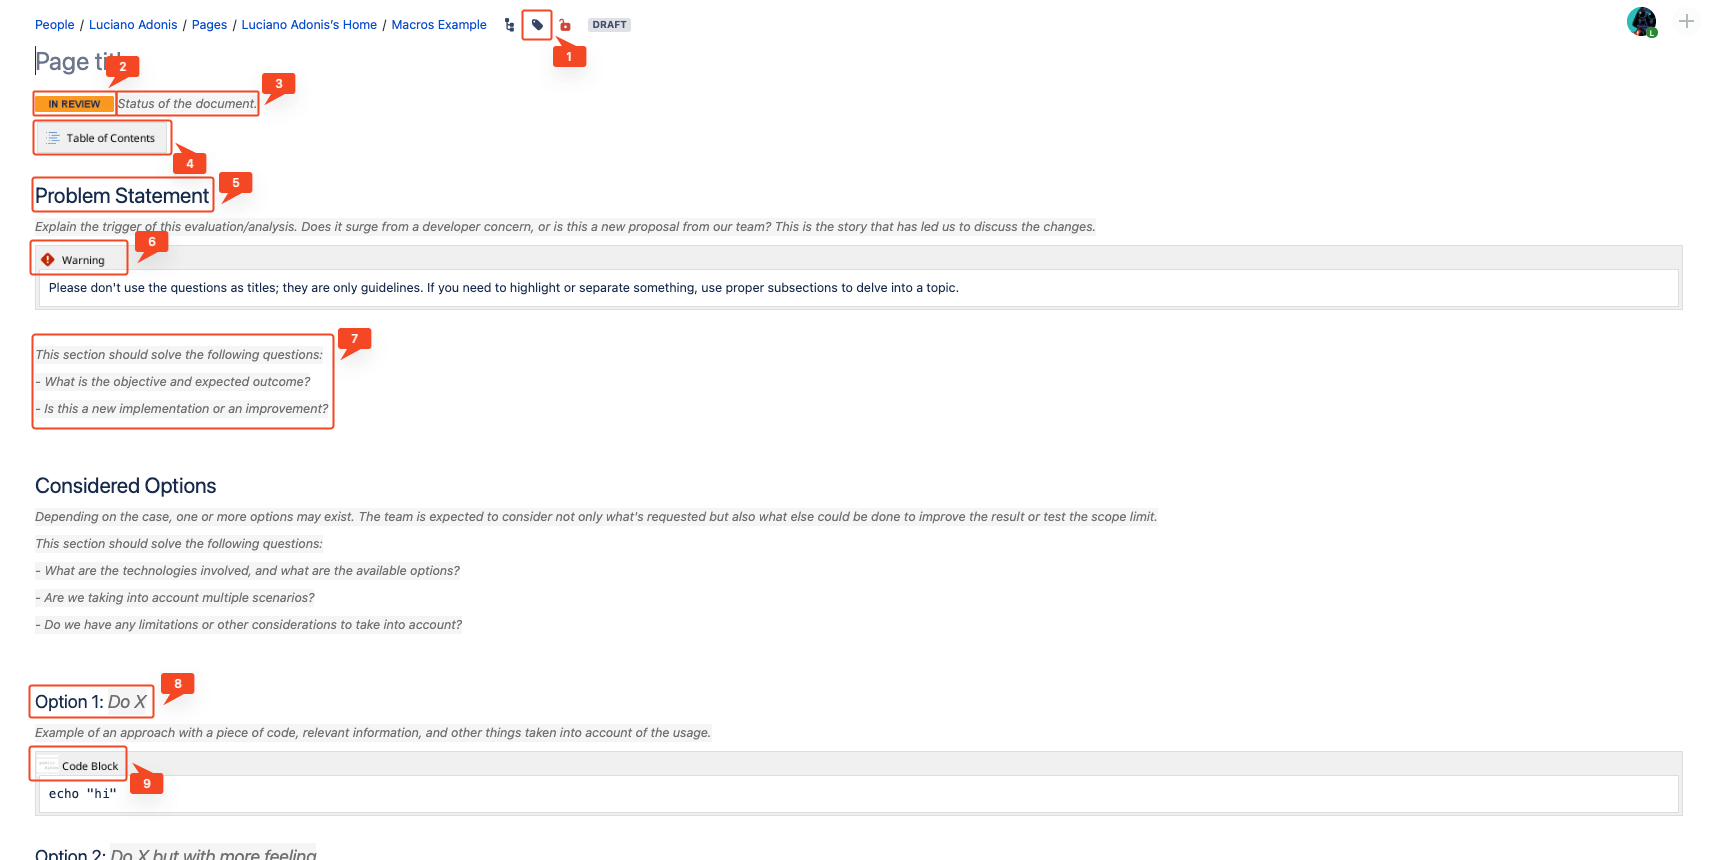 People / Luciano Adonis / Pages / Luciano Adonis's Home / Macros Example DRAFT
L
1
Page titl
2
3
IN REVIEW Status of the document.
Table of Contents
4
5
Problem Statement
Explain the trigger of this evaluation/analysis. Does it surge from a developer concern, or is this a new proposal from our team? This is the story that has led us to discuss the changes.
6
Warning
Please don't use the questions as titles; they are only guidelines. If you need to highlight or separate something, use proper subsections to delve into a topic.
7
This section should solve the following questions:
- What is the objective and expected outcome?
- Is this a new implementation or an improvement?
Considered Options
Depending on the case, one or more options may exist. The team is expected to consider not only what's requested but also what else could be done to improve the result or test the scope limit.
This section should solve the following questions:
- What are the technologies involved, and what are the available options?
- Are we taking into account multiple scenarios?
- Do we have any limitations or other considerations to take into account?
8
Option 1: Do X
Example of an approach with a piece of code, relevant information, and other things taken into account of the usage.
Code Block
9
echo "hi"
Option 2: Do X but with more feeling